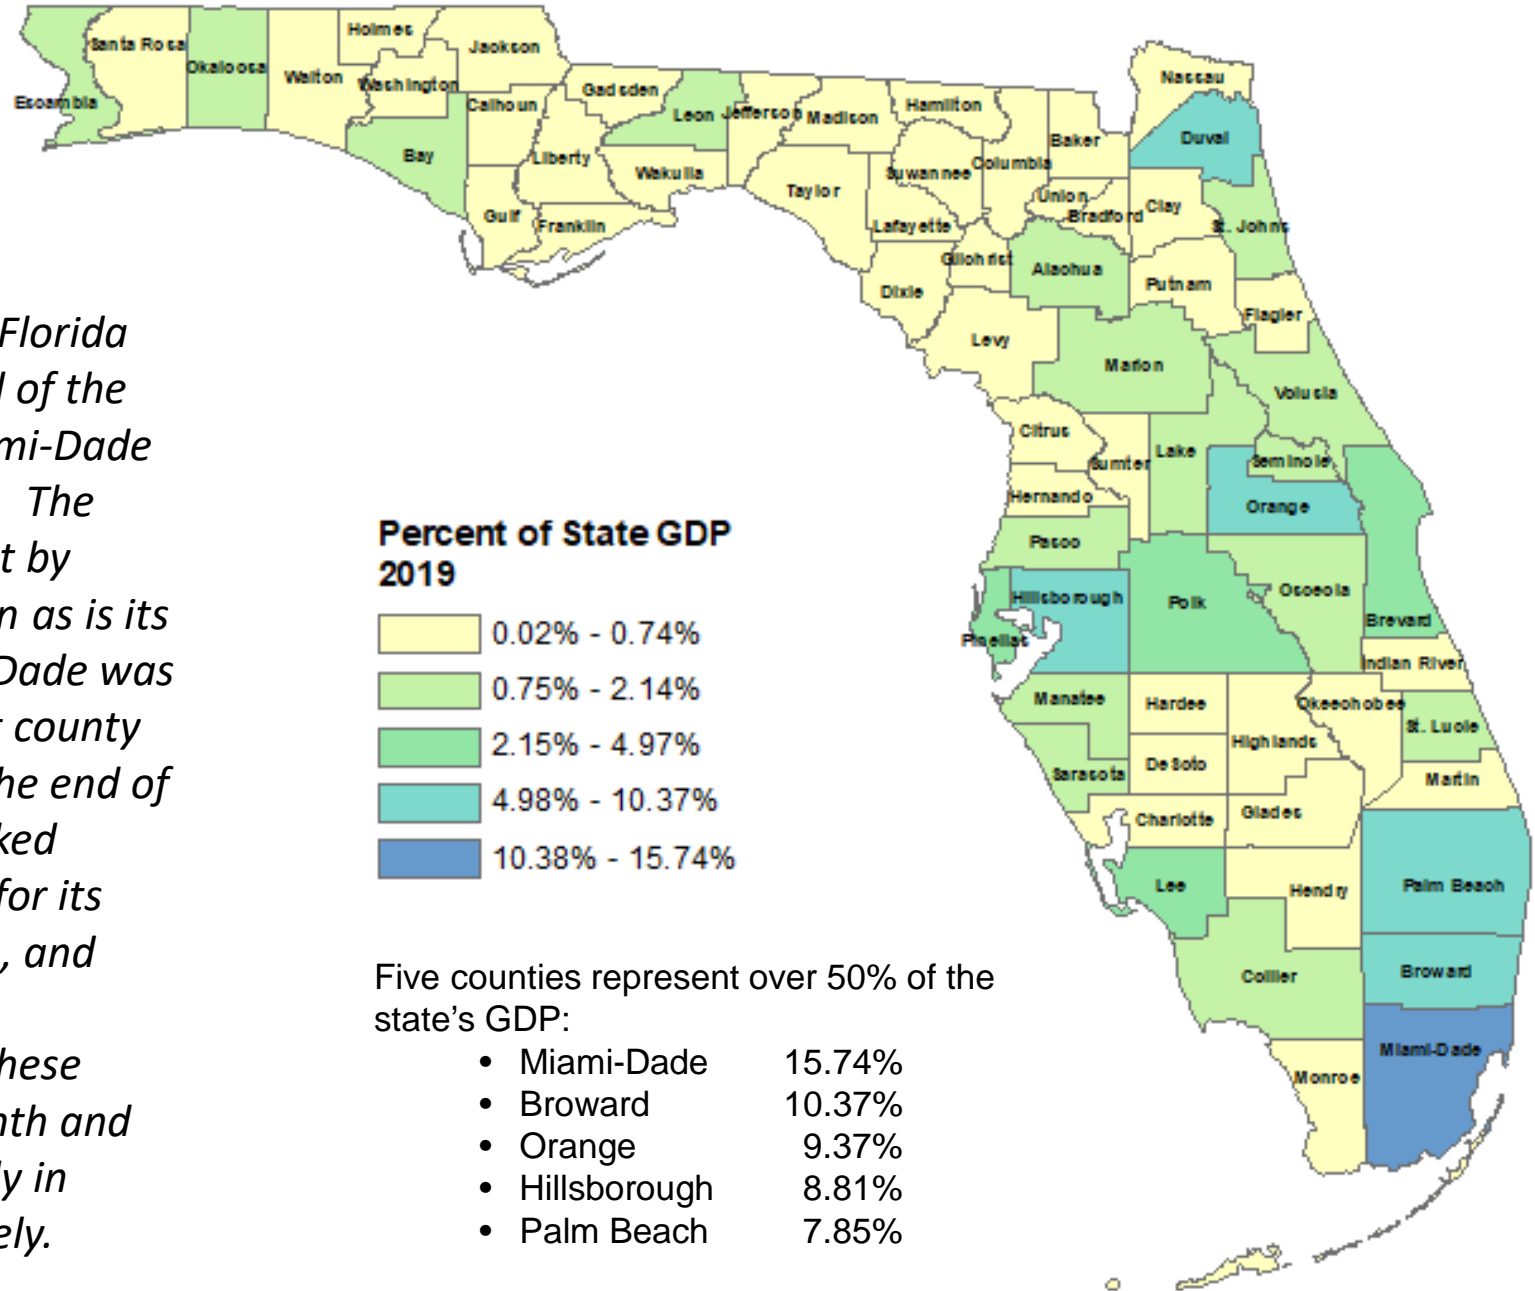 Florida
l of the
mi-Dade
. The
t by
n as is its
Dade was
r county
he end of
ked
for its
, and
hese
nth and
ly in
ely.
Percent of State GDP
2019
0.02% - 0.74%
0.75% - 2.14%
2.15% - 4.97%
4.98% - 10.37%
10.38% - 15.74%
Five counties represent over 50% of the
state's GDP:
• Miami-Dade 15.74%
• Broward 10.37%
• Orange 9.37%
• Hillsborough 8.81%
• Palm Beach 7.85%
Escambia
Santa Rosa
Okaloosa
Walton
Holmes
Washington
Jackson
Bay
Calhoun
Gulf
Liberty
Franklin
Gadsden
Leon
Wakulla
Jefferson
Madison
Taylor
Hamilton
Suwannee
Lafayette
Dixie
Columbia
Gilchrist
Levy
Baker
Union
Bradford
Alachua
Nassau
Duval
Clay
St. Johns
Putnam
Flagler
Marion
Volusia
Citrus
Sumter
Lake
Seminole
Orange
Hernando
Pasco
Hillsborough
Pinellas
Polk
Osceola
Brevard
Indian River
Manatee
Hardee
Highlands
Okeechobee
St. Lucie
Sarasota
DeSoto
Martin
Charlotte
Glades
Lee
Hendry
Palm Beach
Collier
Broward
Monroe
Miami-Dade